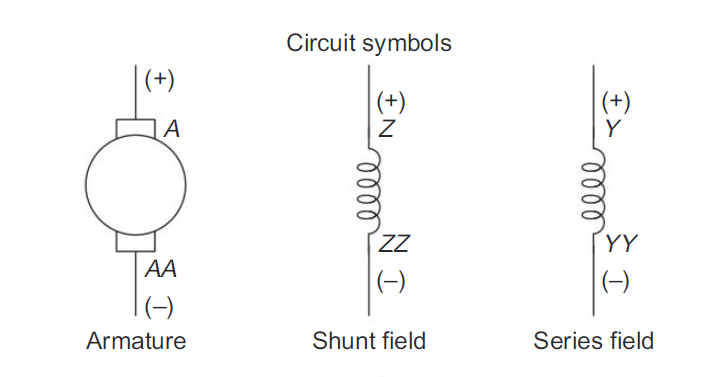 Circuit symbols
(+)
A
AA
(–)
Armature
(+)
Z
ZZ
(–)
Shunt field
(+)
Y
YY
(–)
Series field